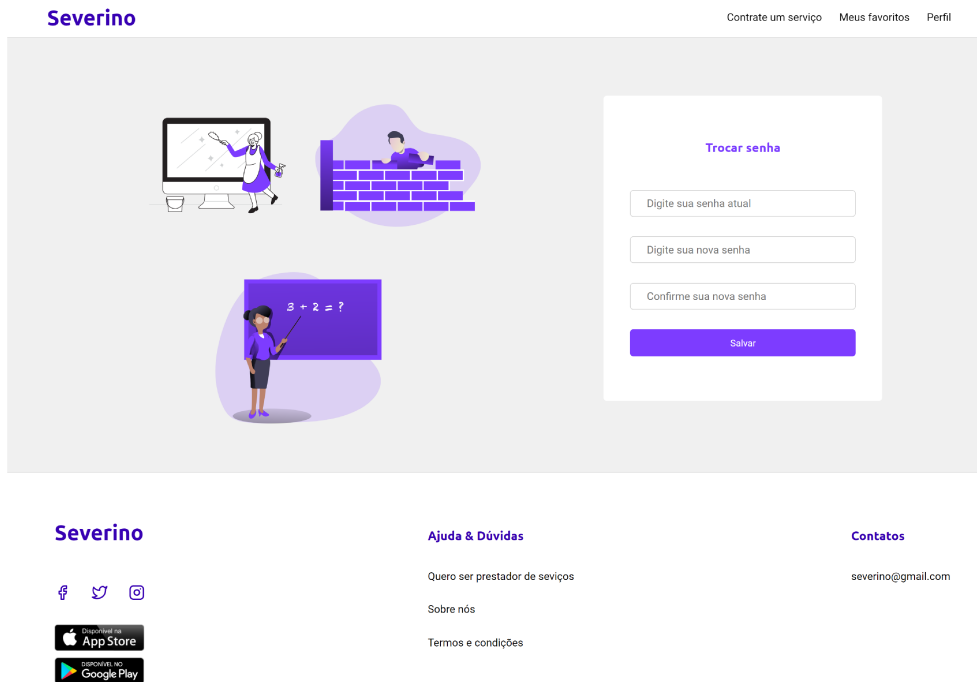 Severino
Contrate um serviço Meus favoritos Perfil
3 + 2 = ?
Trocar senha
Digite sua senha atual
Digite sua nova senha
Confirme sua nova senha
Salvar
Severino
Disponível na
App Store
DISPONÍVEL NO
Google Play
Ajuda & Dúvidas
Quero ser prestador de seviços
Sobre nós
Termos e condições
Contatos
severino@gmail.com